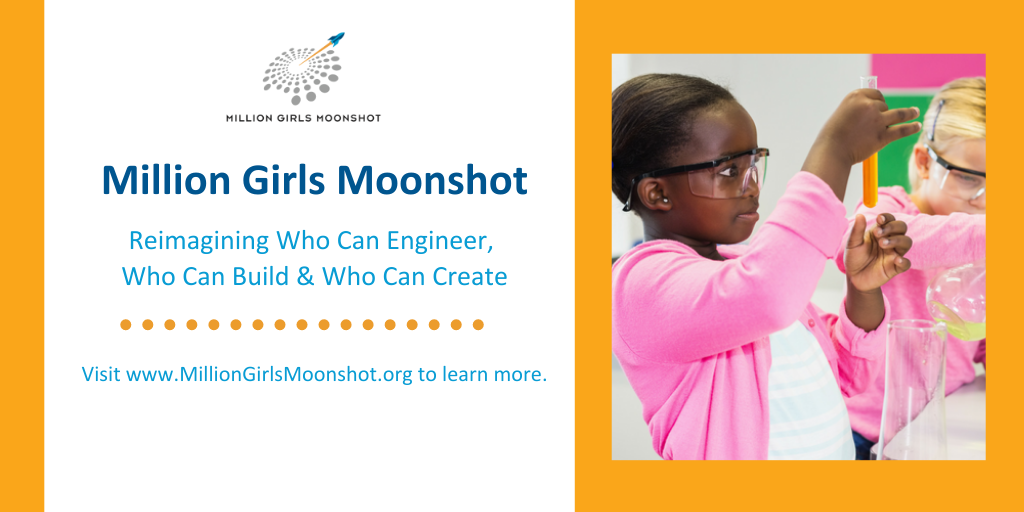 MILLION GIRLS MOONSHOT
Million Girls Moonshot
Reimagining Who Can Engineer,
Who Can Build & Who Can Create
Visit www.MillionGirlsMoonshot.org to learn more.